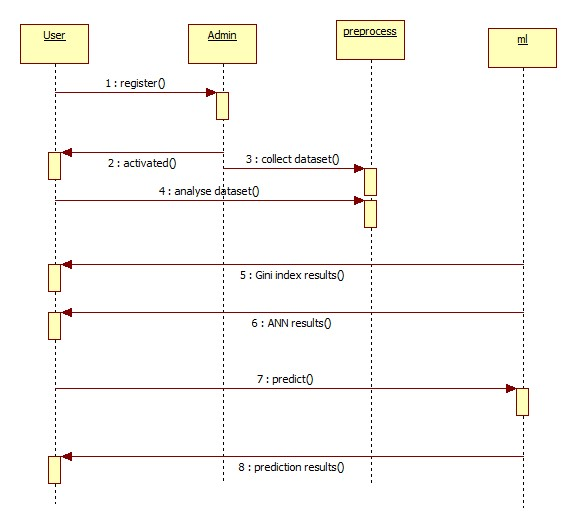 User
Admin
preprocess
ml
1 : register()
2 : activated()
3 : collect dataset()
4 : analyse dataset()
5 : Gini index results()
6 : ANN results()
7 : predict()
8 : prediction results()